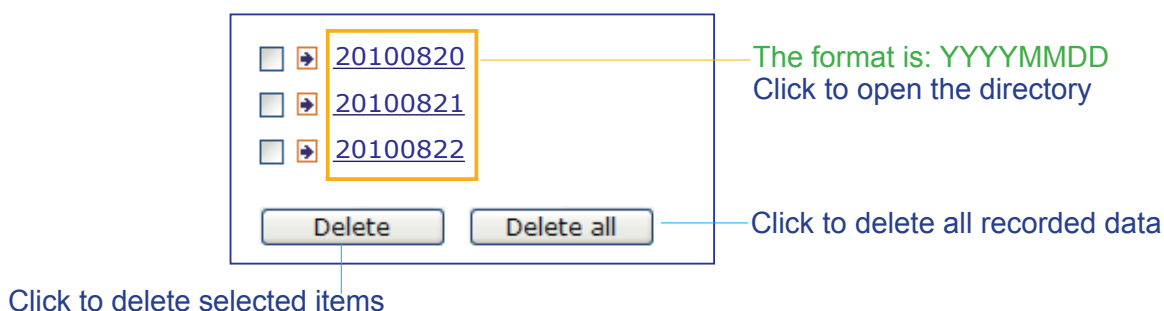 20100820
The format is: YYYYMMDD
Click to open the directory
20100821
20100822
Delete
Delete all
Click to delete all recorded data
Click to delete selected items